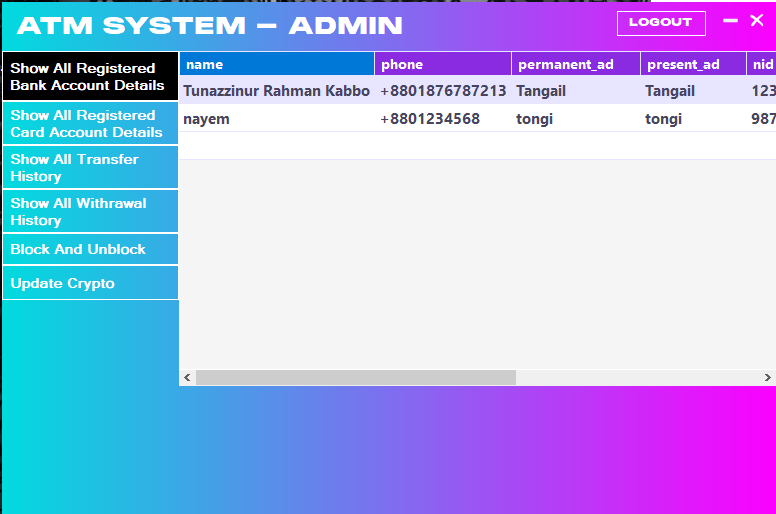 ATM SYSTEM – ADMIN
LOGOUT
Show All Registered
Bank Account Details
Show All Registered
Card Account Details
Show All Transfer
History
Show All Withrawal
History
Block And Unblock
Update Crypto
name phone permanent_ad present_ad nid
Tunazzinur Rahman Kabbo +8801876787213 Tangail Tangail 123
nayem +8801234568 tongi tongi 987